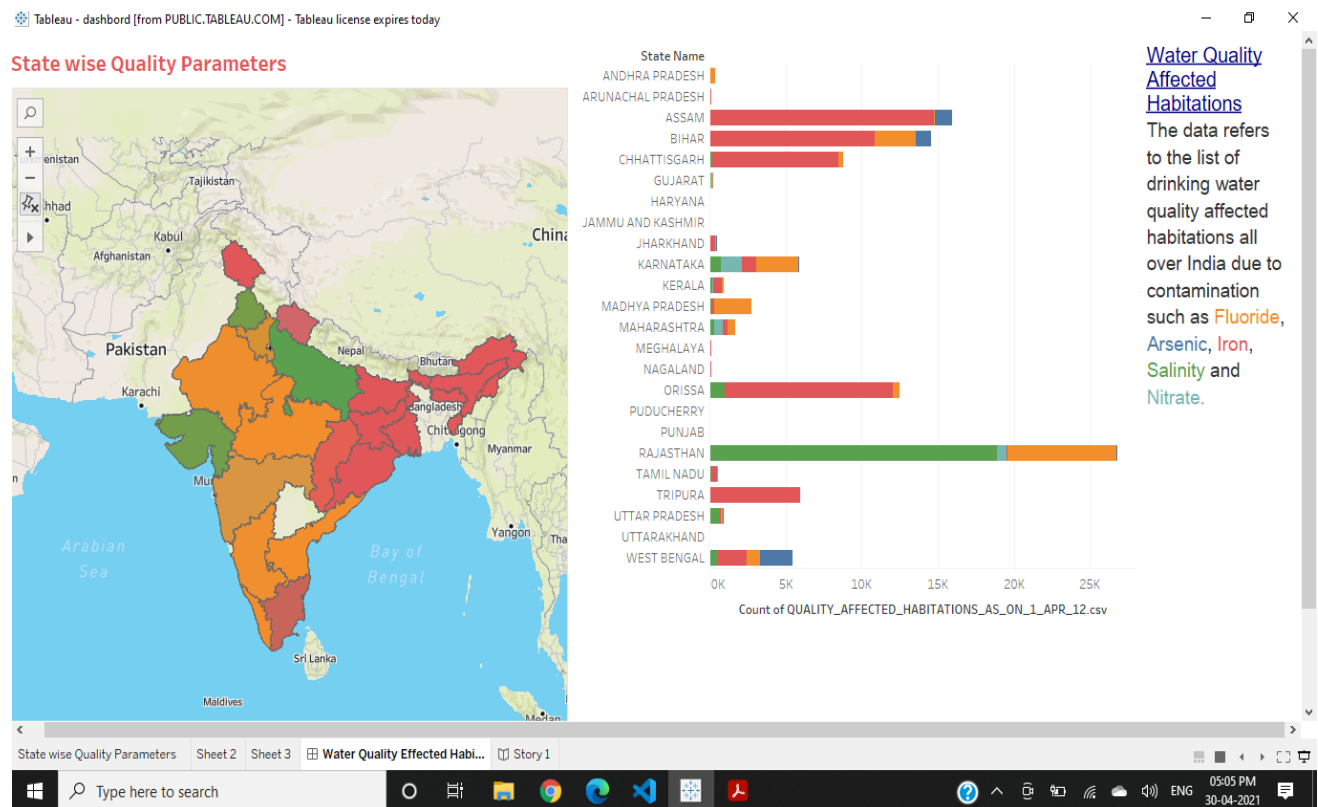 Tableau - dashbord [from PUBLIC.TABLEAU.COM] - Tableau license expires today
State wise Quality Parameters
enistan
Tajikistan
hhad
Kabul
Afghanistan
China
Pakistan
Nepal
Bhutan
Karachi
Bangladesh
Chittagong
Myanmar
Mu
Yangon
Tha
Arabian
Sea
Bay of
Bengal
Sri Lanka
Maldives
Medan
State Name
ANDHRA PRADESH
ARUNACHAL PRADESH
ASSAM
BIHAR
CHHATTISGARH
GUJARAT
HARYANA
JAMMU AND KASHMIR
JHARKHAND
KARNATAKA
KERALA
MADHYA PRADESH
MAHARASHTRA
MEGHALAYA
NAGALAND
ORISSA
PUDUCHERRY
PUNJAB
RAJASTHAN
TAMIL NADU
TRIPURA
UTTAR PRADESH
UTTARAKHAND
WEST BENGAL
0K 5K 10K 15K 20K 25K
Count of QUALITY_AFFECTED_HABITATIONS_AS_ON_1_APR_12.csv
Water Quality
Affected
Habitations
The data refers
to the list of
drinking water
quality affected
habitations all
over India due to
contamination
such as Fluoride,
Arsenic, Iron,
Salinity and
Nitrate.
State wise Quality Parameters
Sheet 2
Sheet 3
Water Quality Effected Habi...
Story 1
Type here to search
ENG
05:05 PM
30-04-2021